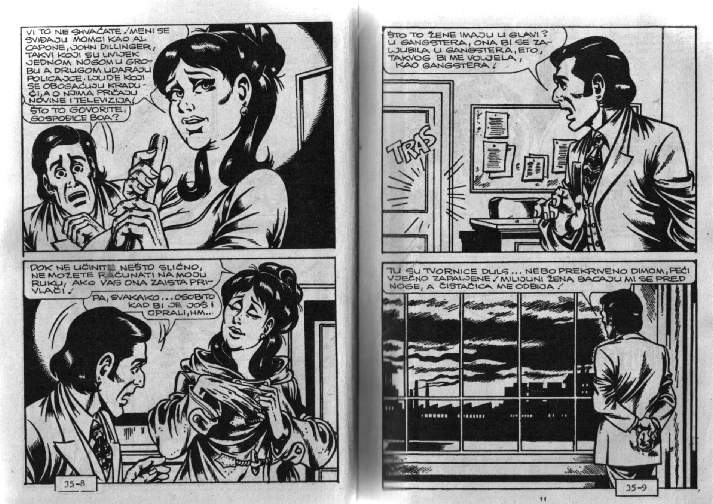 VI TO NE SHVAĆATE! MENI SE
SVIĐAJU MOMCI KAO AL
CAPONE, JOHN DILLINGER,
TAKVI KOJI SU UVIJEK
JEDNOM NOGOM U GRO-
BU A DRUGOM UDARAJU
POLICAJCE. LJUDE KOJI
SE OBOGAĆUJU KRADU-
ĆI, A O NJIMA PRIČAJU
NOVINE I TELEVIZIJA!
ŠTO TO GOVORITE,
GOSPOĐICE BOA?
DOK NE UČINITE NEŠTO SLIČNO,
NE MOŽETE RAČUNATI NA MOJU
RUKU, AKO VAS ONA ZAISTA PRI-
VLAČI!
PA, SVAKAKO... OSOBITO
KAD BI JE JOŠ I
OPRALI, HM...
35-8
ŠTO TO ŽENE IMAJU U GLAVI?
U GANGSTERA, ONA BI SE ZA-
LJUBILA U GANGSTERA, ETO,
TAKVOG BI ME VOLJELA,
KAO GANGSTERA!
TRAS
TU SU TVORNICE DULS... NEBO PREKRIVENO DIMOM, PEĆI
VJEČNO ZAPALJENE! MILIJUNI ŽENA BACAJU MI SE POD
NOGE, A ČISTAČICA ME ODBIJA!
35-9
11